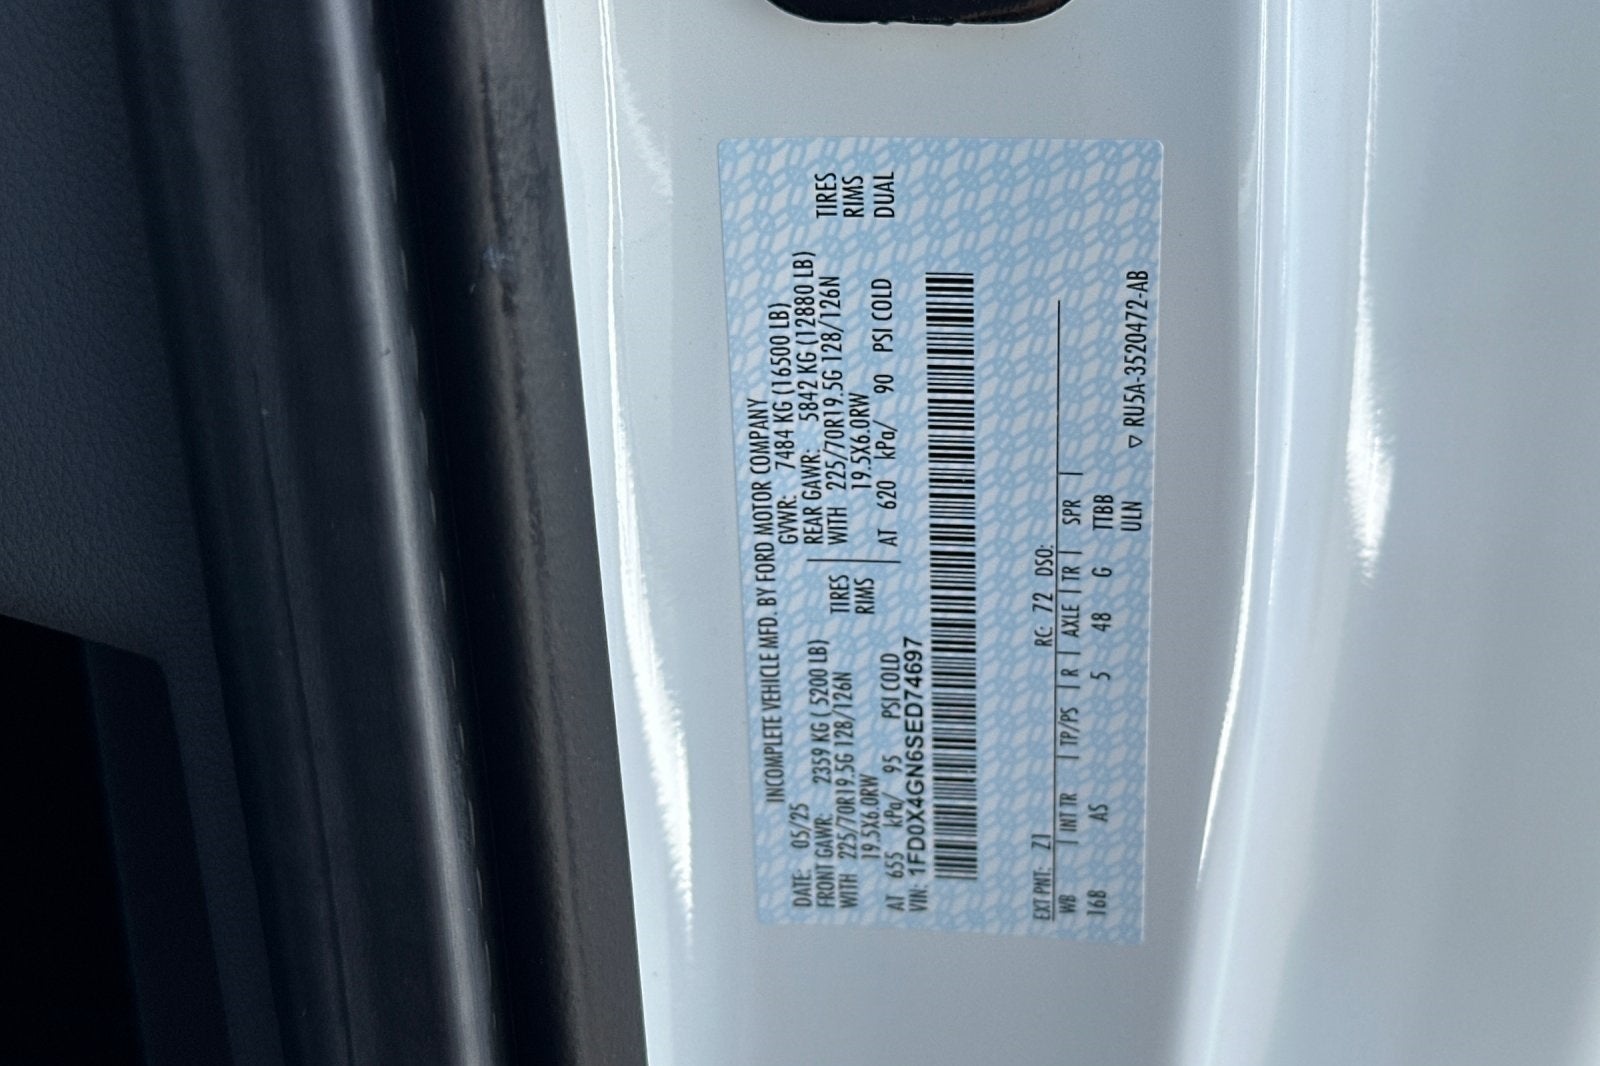 INCOMPLETE VEHICLE MFD. BY FORD MOTOR COMPANY
DATE: 05/25 GVWR: 7484 KG (16500 LB)
FRONT GAWR: 2359 KG ( 5200 LB) REAR GAWR: 5842 KG (12880 LB)
WITH 225/70R19.5G 128/126N TIRES WITH 225/70R19.5G 128/126N TIRES
19.5X6.0RW RIMS 19.5X6.0RW RIMS
AT 655 kPa/ 95 PSI COLD AT 620 kPa/ 90 PSI COLD DUAL
VIN: 1FD0X4GN6SED74697
EXT PNT: Z1 RC: 72 DSO:
WB | INT TR | TP/PS | R | AXLE | TR | SPR |
168 AS 5 48 G TTBB
ULN
▽ RU5A-3520472-AB